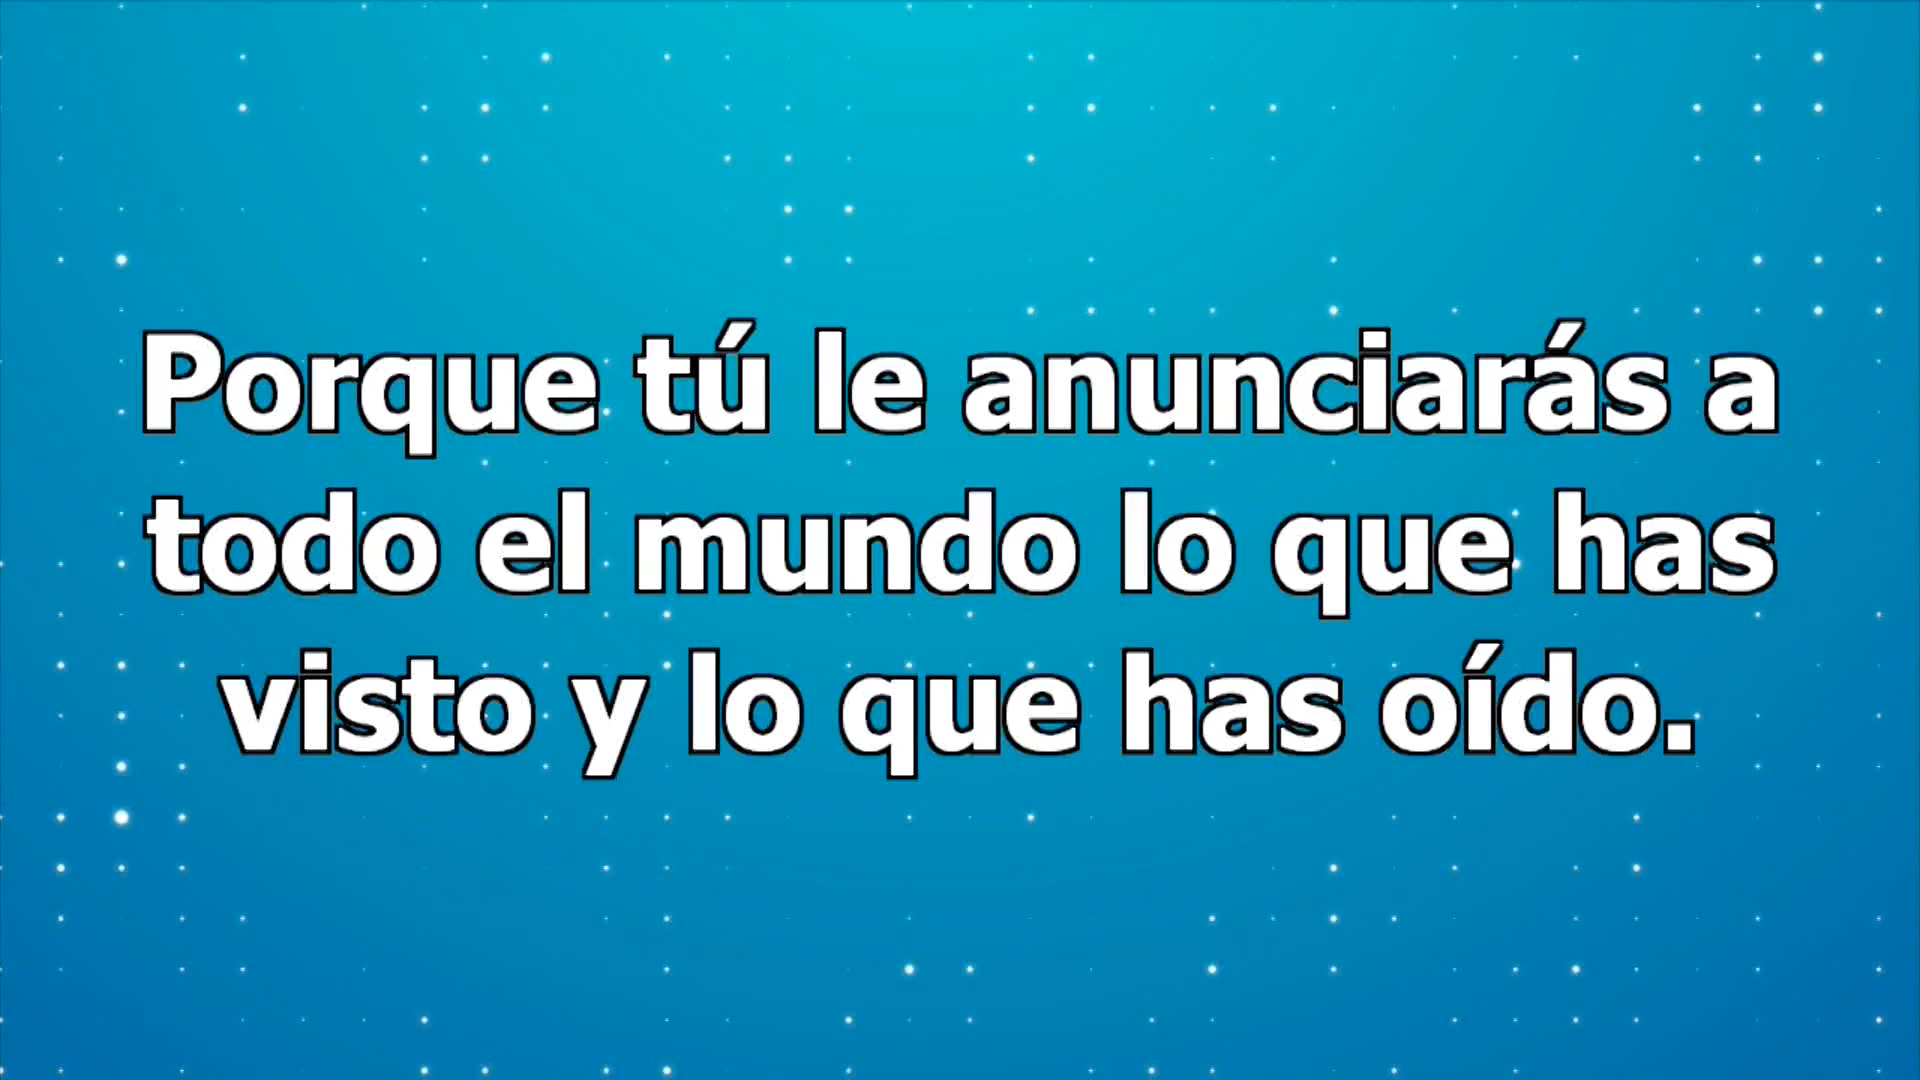 Porque tú le anunciarás a
todo el mundo lo que has
visto y lo que has oído.